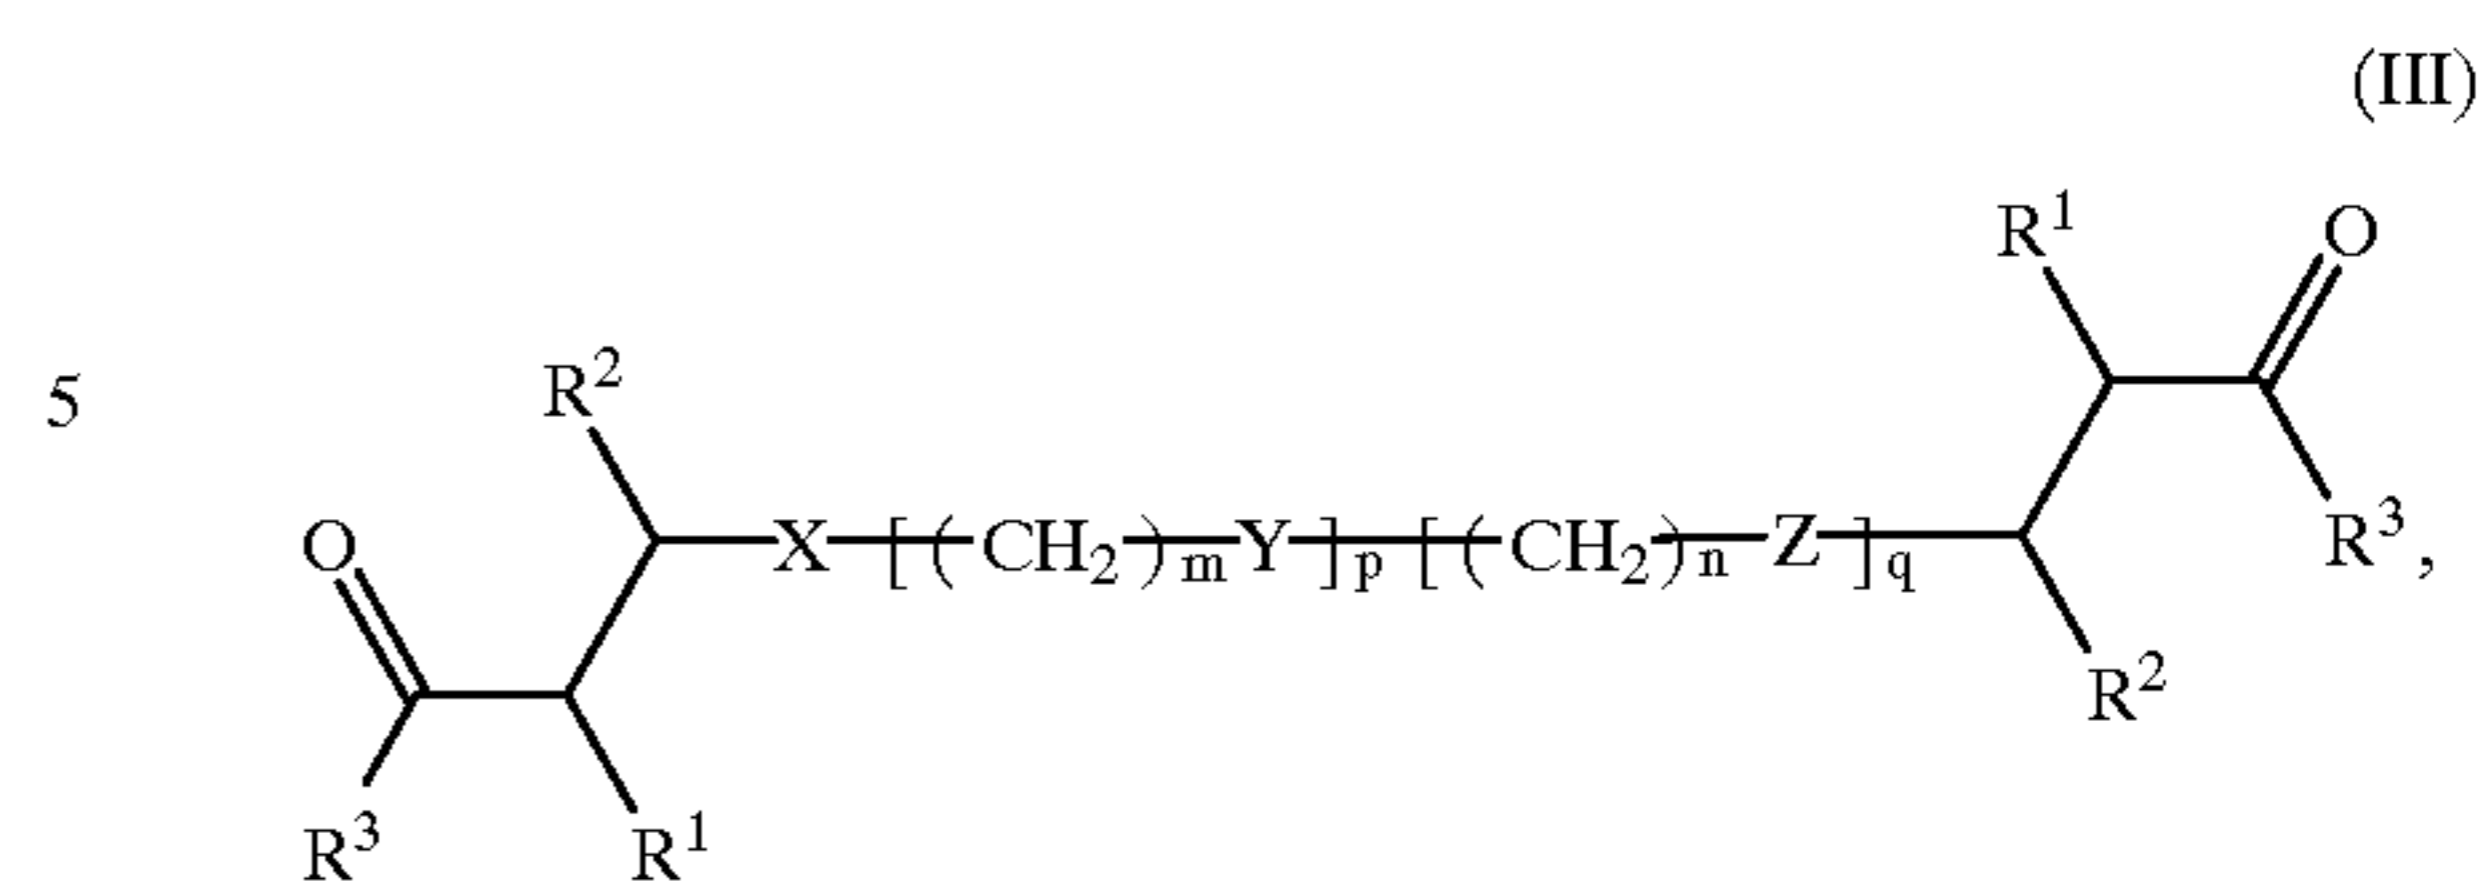 (III)
R1 O
5 R2
O X [ ( CH2 )m Y ]p [ ( CH2 )n Z ]q R3,
R2
R3 R1